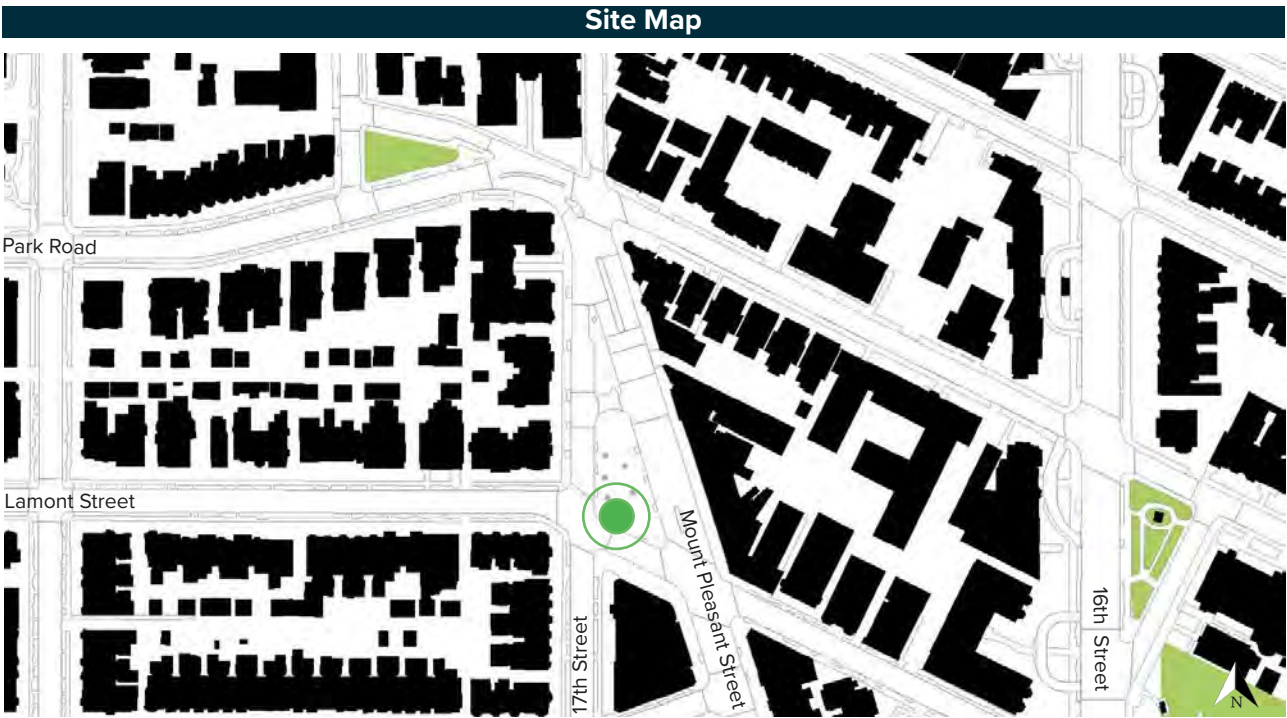 Site Map
Park Road
Lamont Street
Mount Pleasant Street
17th Street
16th Street
N